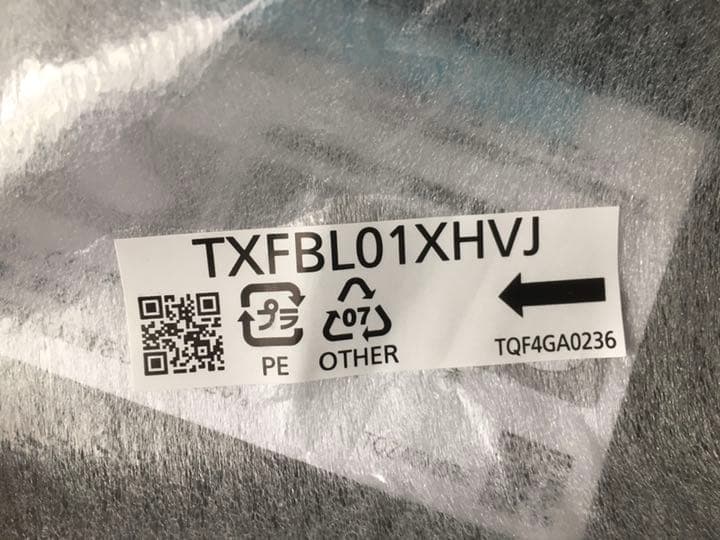 TXFBL01XHVJ
プラ
07
PE
OTHER
TQF4GA0236